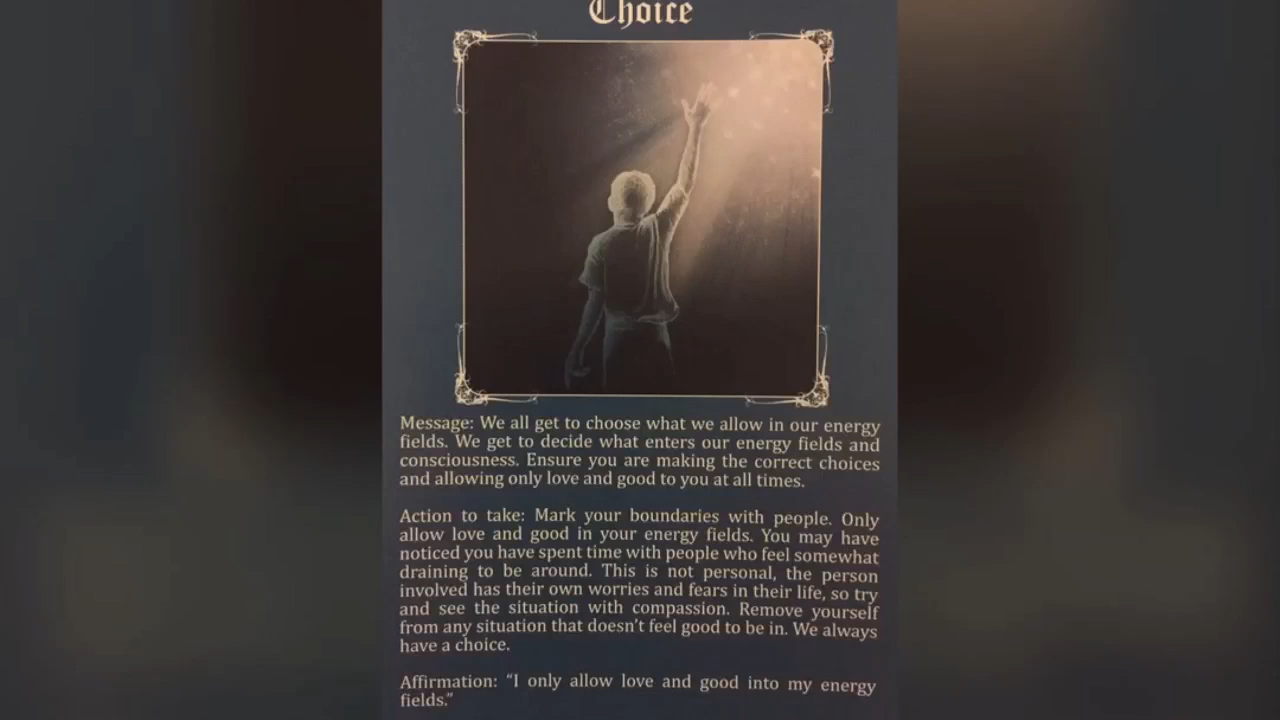 Choice
Message: We all get to choose what we allow in our energy
fields. We get to decide what enters our energy fields and
consciousness. Ensure you are making the correct choices
and allowing only love and good to you at all times.
Action to take: Mark your boundaries with people. Only
allow love and good in your energy fields. You may have
noticed you have spent time with people who feel somewhat
draining to be around. This is not personal, the person
involved has their own worries and fears in their life, so try
and see the situation with compassion. Remove yourself
from any situation that doesn’t feel good to be in. We always
have a choice.
Affirmation: “I only allow love and good into my energy
fields.”